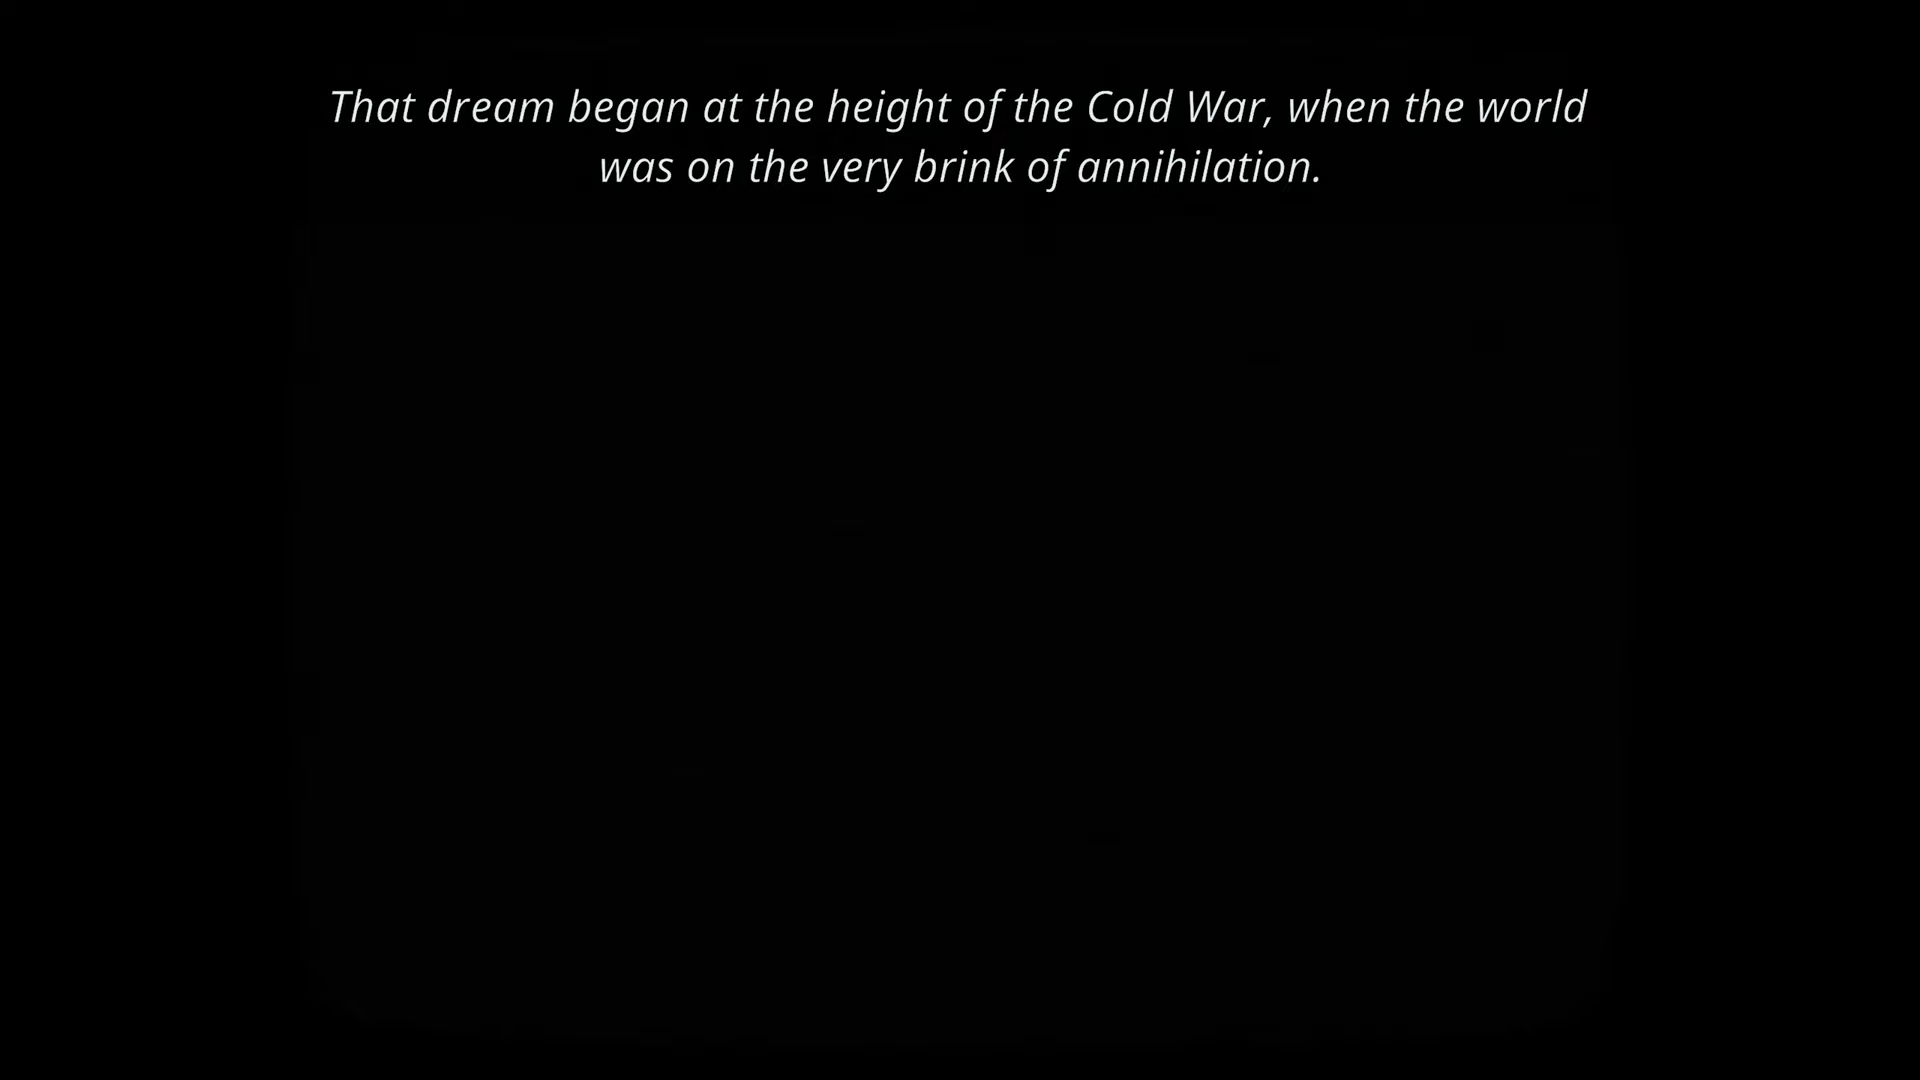 That dream began at the height of the Cold War, when the world
was on the very brink of annihilation.